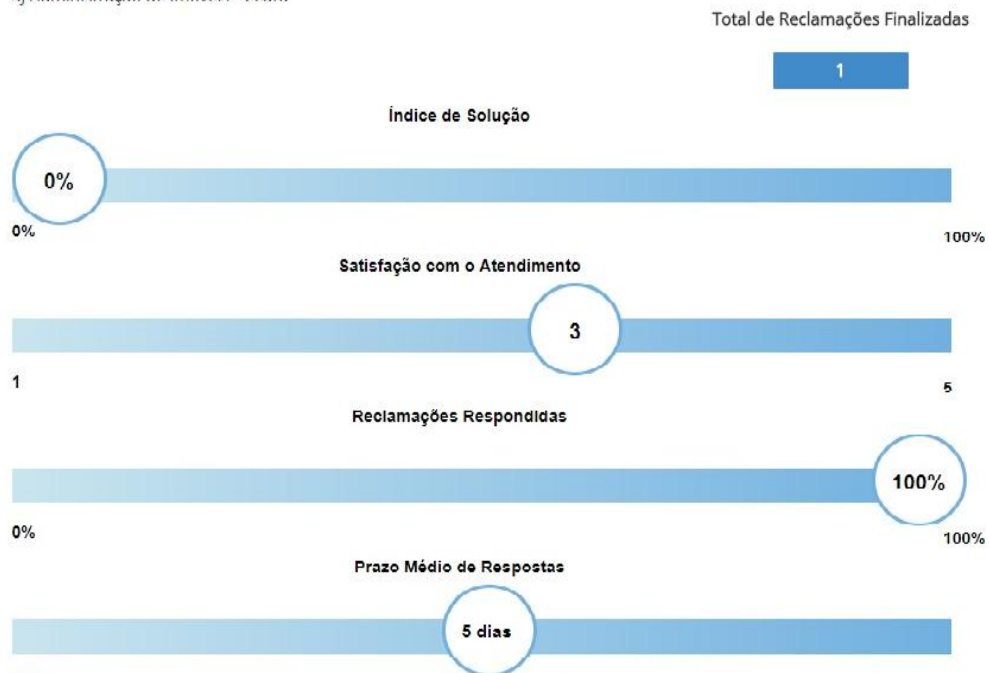 Total de Reclamações Finalizadas
1
Índice de Solução
0%
0% 100%
Satisfação com o Atendimento
3
1 5
Reclamações Respondidas
100%
0% 100%
Prazo Médio de Respostas
5 dias